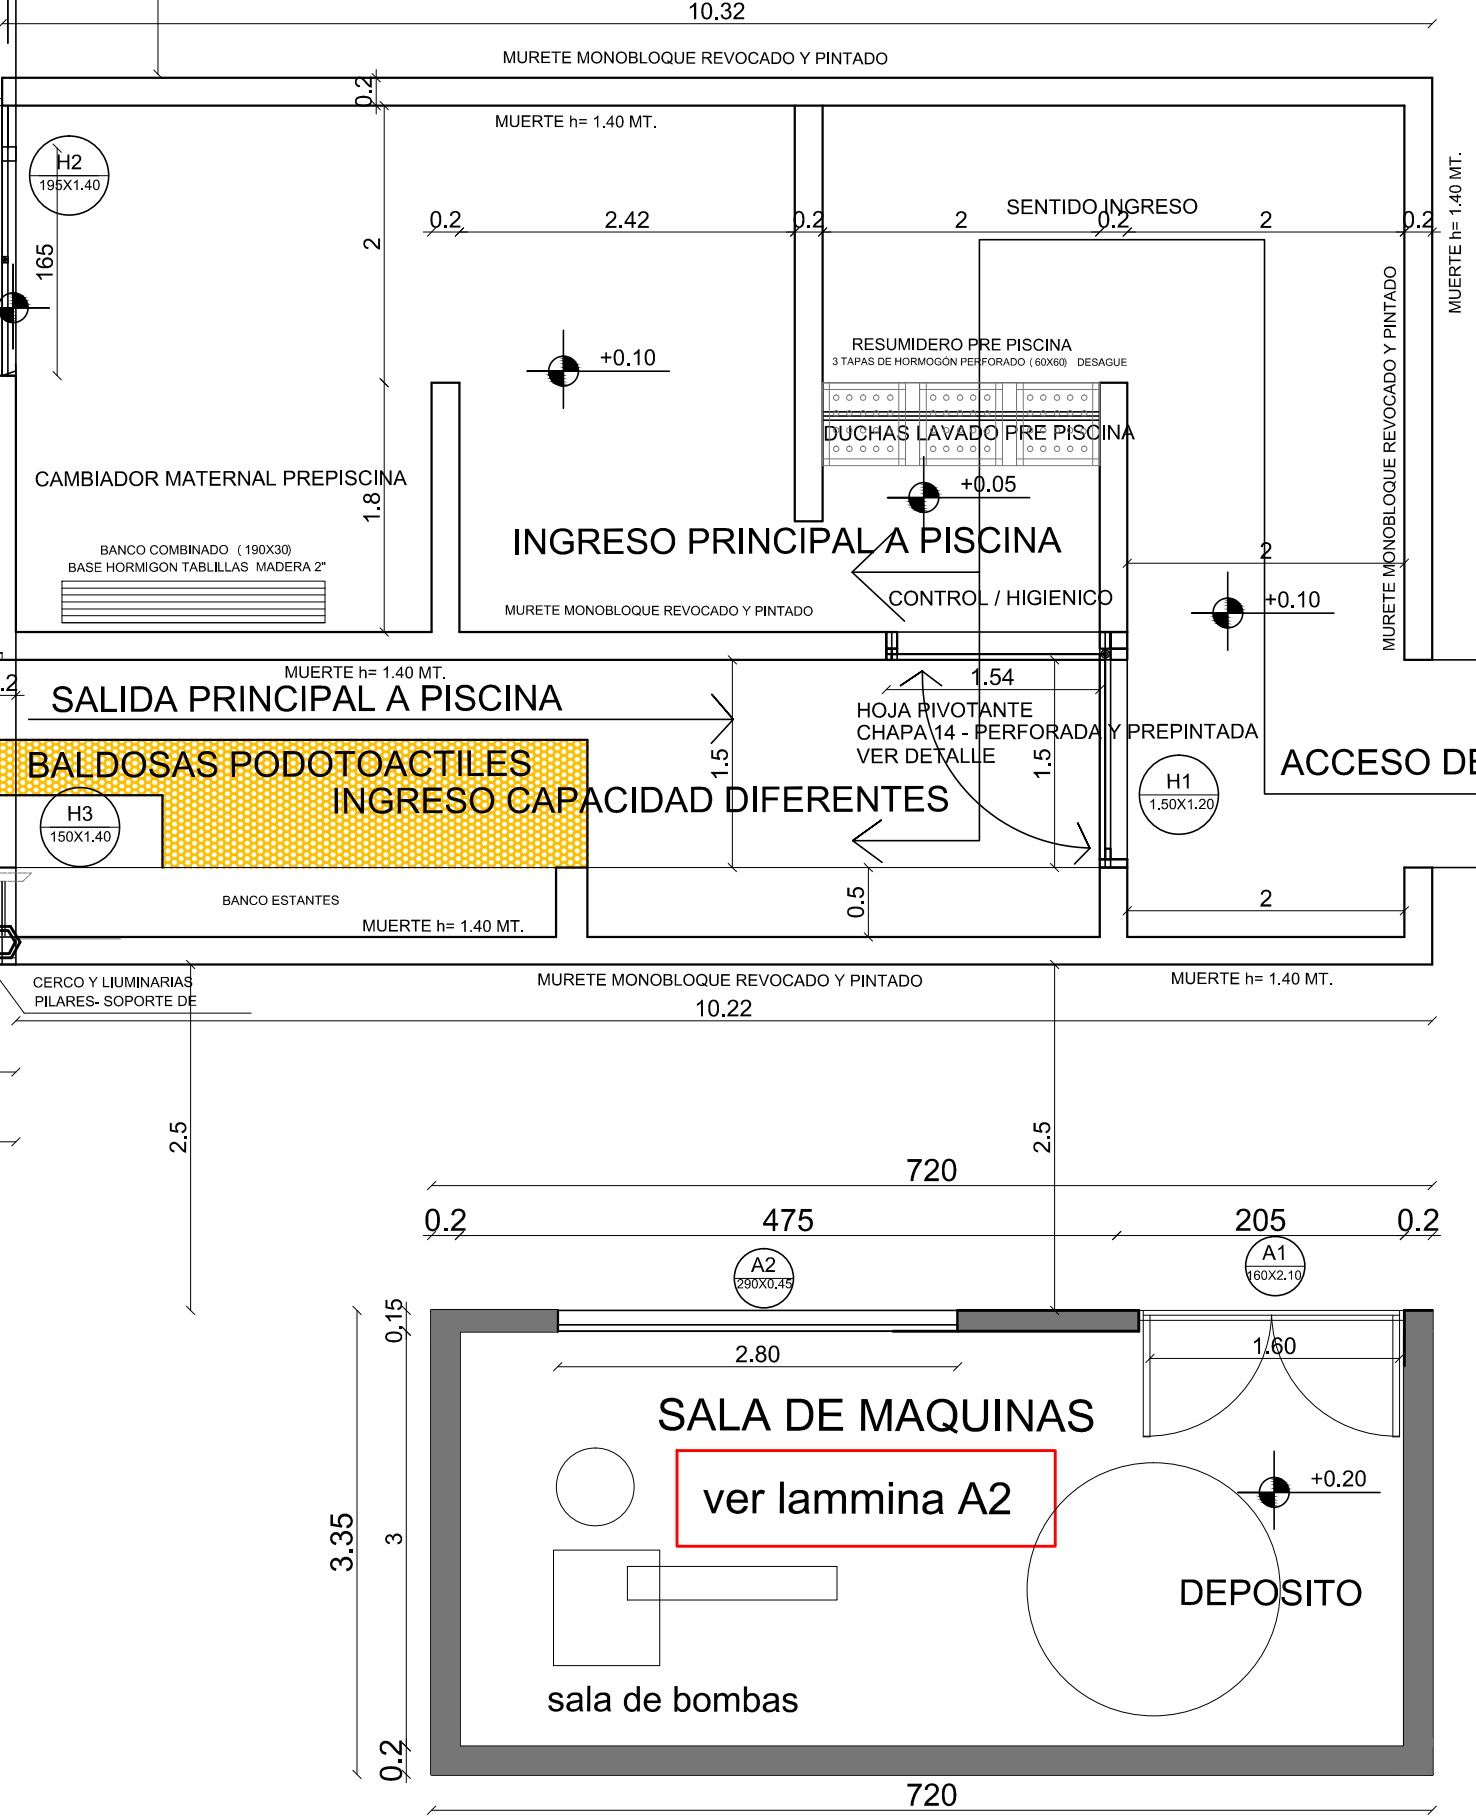 10.32
MURETE MONOBLOQUE REVOCADO Y PINTADO
0.2
MUERTE h= 1.40 MT.
H2
195X1.40
165
2
0.2
2.42
0.2
2
SENTIDO INGRESO
0.2
2
0.2
MUERTE h= 1.40 MT.
MURETE MONOBLOQUE REVOCADO Y PINTADO
+0.10
RESUMIDERO PRE PISCINA
3 TAPAS DE HORMOGÓN PERFORADO (60X60) DESAGUE
DUCHAS LAVADO PRE PISCINA
+0.05
CAMBIADOR MATERNAL PREPISCINA
1.8
BANCO COMBINADO (190X30)
BASE HORMIGON TABLILLAS MADERA 2"
INGRESO PRINCIPAL A PISCINA
MURETE MONOBLOQUE REVOCADO Y PINTADO
CONTROL / HIGIENICO
2
+0.10
.2
MUERTE h= 1.40 MT.
SALIDA PRINCIPAL A PISCINA
1.54
HOJA PIVOTANTE
CHAPA 14 - PERFORADA Y PREPINTADA
VER DETALLE
1.5
1.5
BALDOSAS PODOTOACTILES
INGRESO CAPACIDAD DIFERENTES
H3
150X1.40
H1
1.50X1.20
ACCESO DE
BANCO ESTANTES
0.5
2
MUERTE h= 1.40 MT.
CERCO Y LIUMINARIAS
PILARES- SOPORTE DE
MURETE MONOBLOQUE REVOCADO Y PINTADO
MUERTE h= 1.40 MT.
10.22
2.5
2.5
720
0.2
475
205
0.2
A2
290X0.45
A1
160X2.10
0.15
2.80
1.60
SALA DE MAQUINAS
ver lammina A2
+0.20
3.35
3
DEPOSITO
sala de bombas
0.2
720